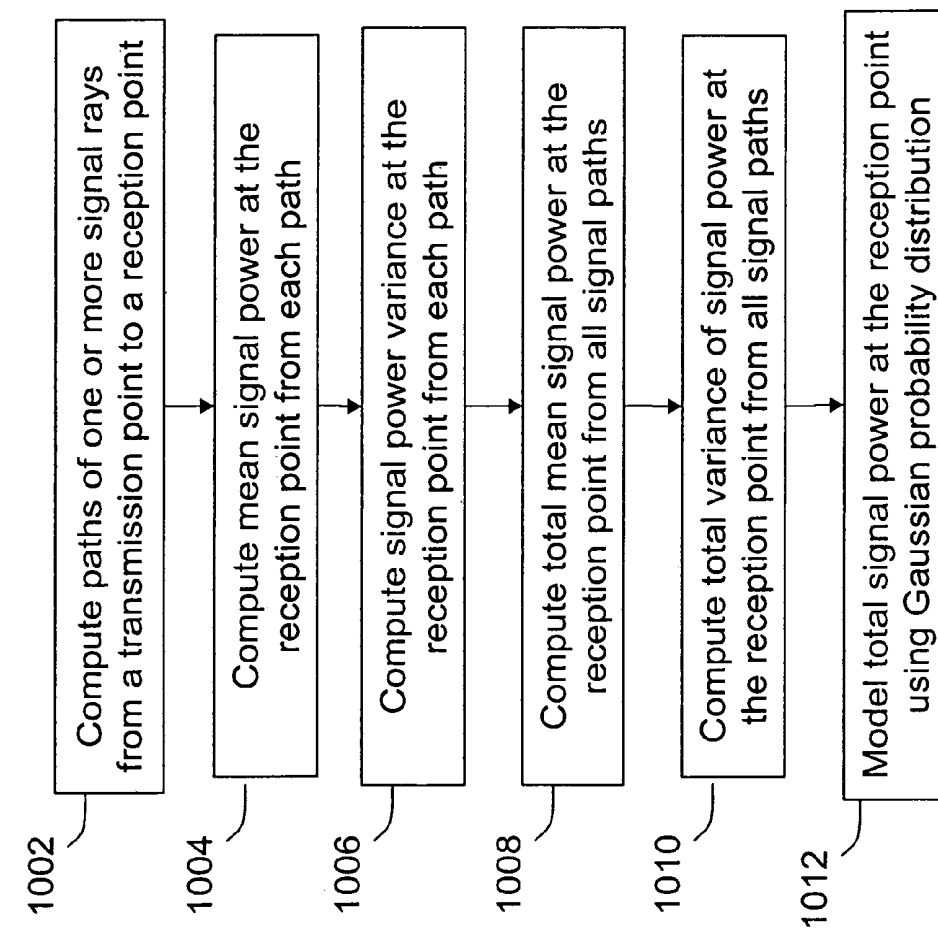 1002
Compute paths of one or more signal rays
from a transmission point to a reception point
1004
Compute mean signal power at the
reception point from each path
1006
Compute signal power variance at the
reception point from each path
1008
Compute total mean signal power at the
reception point from all signal paths
1010
Compute total variance of signal power at
the reception point from all signal paths
1012
Model total signal power at the reception point
using Gaussian probability distribution